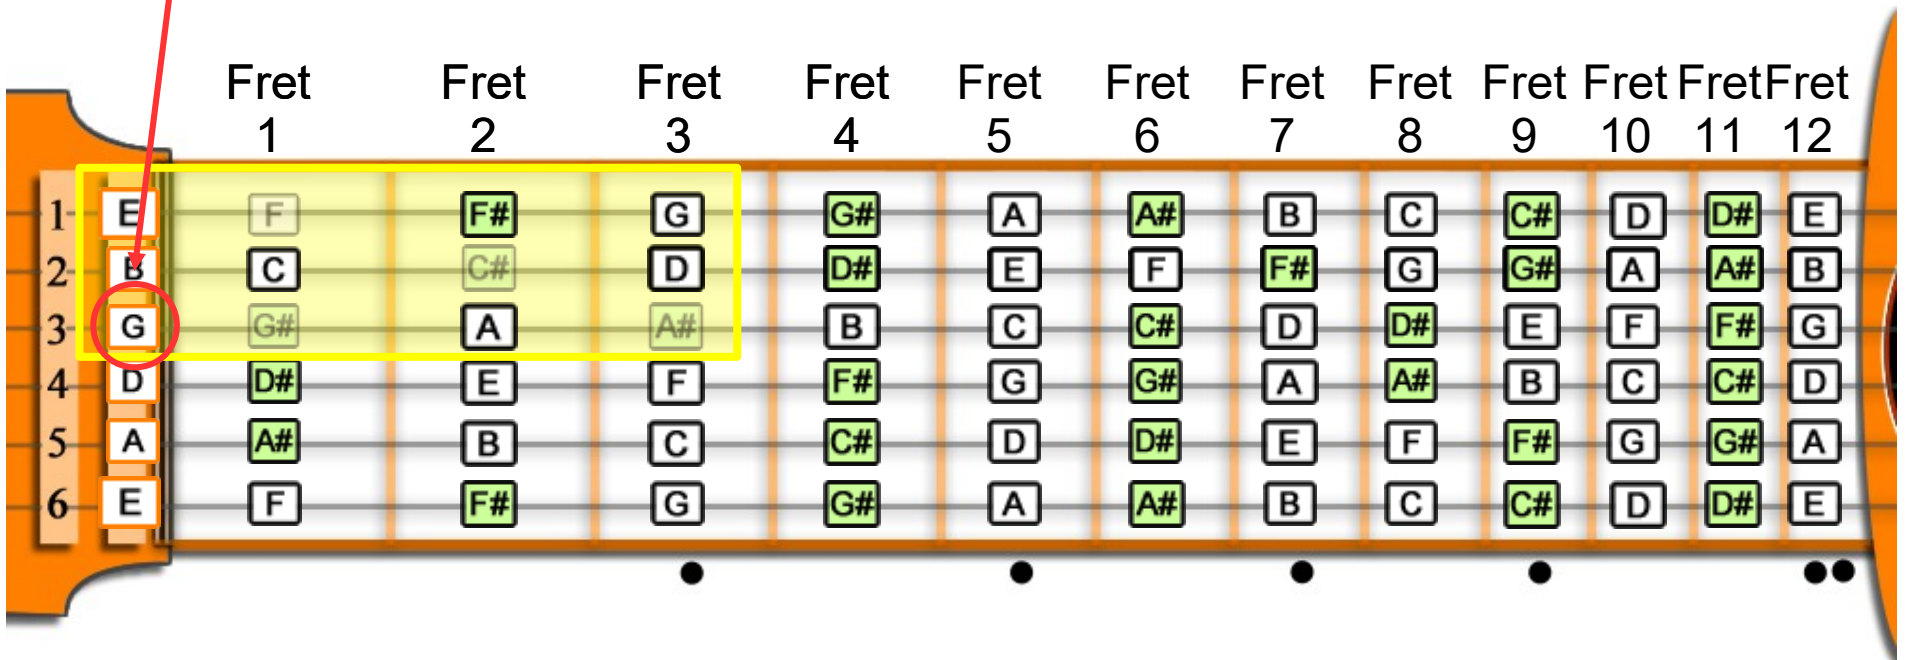 Fret Fret Fret Fret Fret Fret Fret Fret Fret Fret Fret Fret
1 2 3 4 5 6 7 8 9 10 11 12
1 E F F# G G# A A# B C C# D D# E
2 B C C# D D# E F F# G G# A A# B
3 G G# A A# B C C# D D# E F F# G
4 D D# E F F# G G# A A# B C C# D
5 A A# B C C# D D# E F F# G G# A
6 E F F# G G# A A# B C C# D D# E